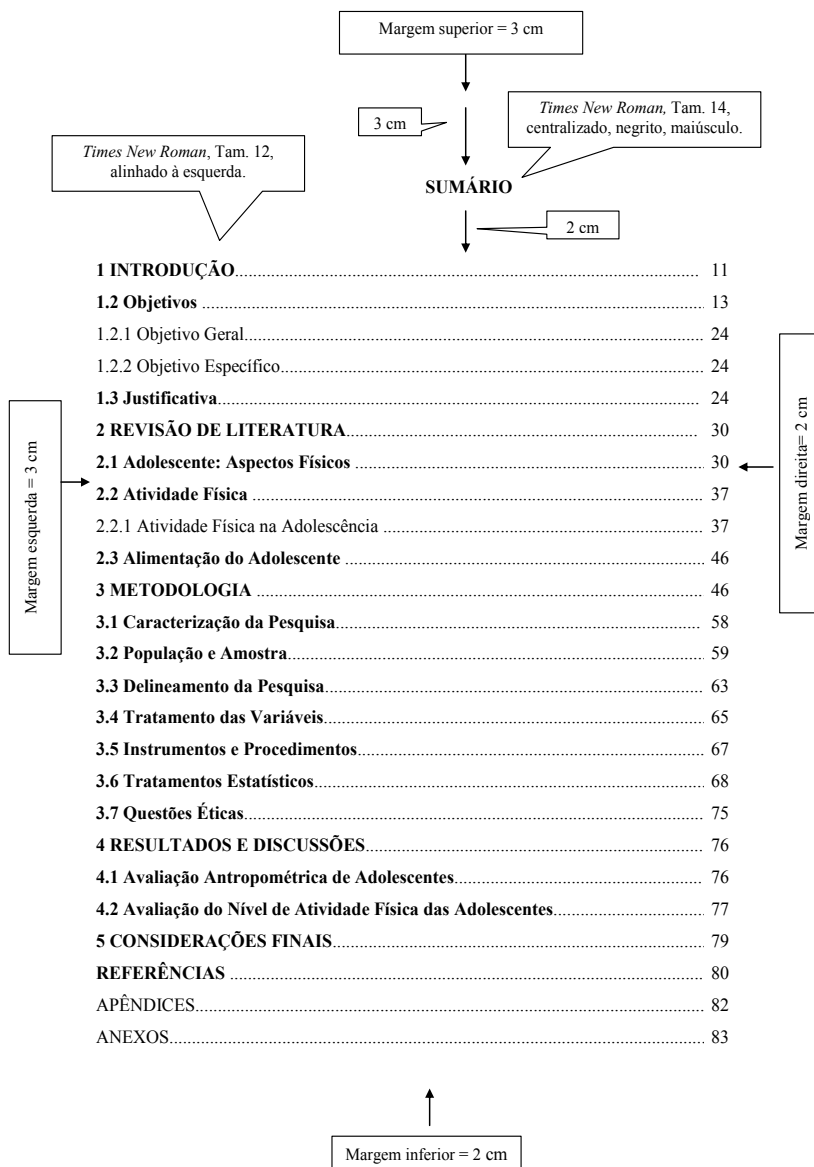 Margem superior = 3 cm
3 cm
Times New Roman, Tam. 14,
centralizado, negrito, maiúsculo.
Times New Roman, Tam. 12,
alinhado à esquerda.
SUMÁRIO
2 cm
1 INTRODUÇÃO........................................................ 11
1.2 Objetivos ........................................................ 13
1.2.1 Objetivo Geral........................................................ 24
1.2.2 Objetivo Específico........................................................ 24
1.3 Justificativa........................................................ 24
2 REVISÃO DE LITERATURA........................................................ 30
2.1 Adolescente: Aspectos Físicos ........................................................ 30
2.2 Atividade Física ........................................................ 37
2.2.1 Atividade Física na Adolescência ........................................................ 37
2.3 Alimentação do Adolescente ........................................................ 46
3 METODOLOGIA ........................................................ 46
3.1 Caracterização da Pesquisa........................................................ 58
3.2 População e Amostra........................................................ 59
3.3 Delineamento da Pesquisa........................................................ 63
3.4 Tratamento das Variáveis........................................................ 65
3.5 Instrumentos e Procedimentos........................................................ 67
3.6 Tratamentos Estatísticos........................................................ 68
3.7 Questões Éticas........................................................ 75
4 RESULTADOS E DISCUSSÕES........................................................ 76
4.1 Avaliação Antropométrica de Adolescentes........................................................ 76
4.2 Avaliação do Nível de Atividade Física das Adolescentes........................................ 77
5 CONSIDERAÇÕES FINAIS........................................................ 79
REFERÊNCIAS ........................................................ 80
APÊNDICES........................................................ 82
ANEXOS........................................................ 83
Margem esquerda = 3 cm
Margem direita= 2 cm
Margem inferior = 2 cm